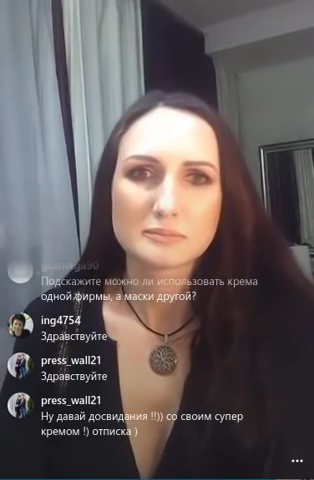 Подскажите можно ли использовать крема
одной фирмы, а маски другой?
ing4754
Здравствуйте
press_wall21
Здравствуйте
press_wall21
Ну давай досвидания !!)) со своим супер
кремом !) отписка )